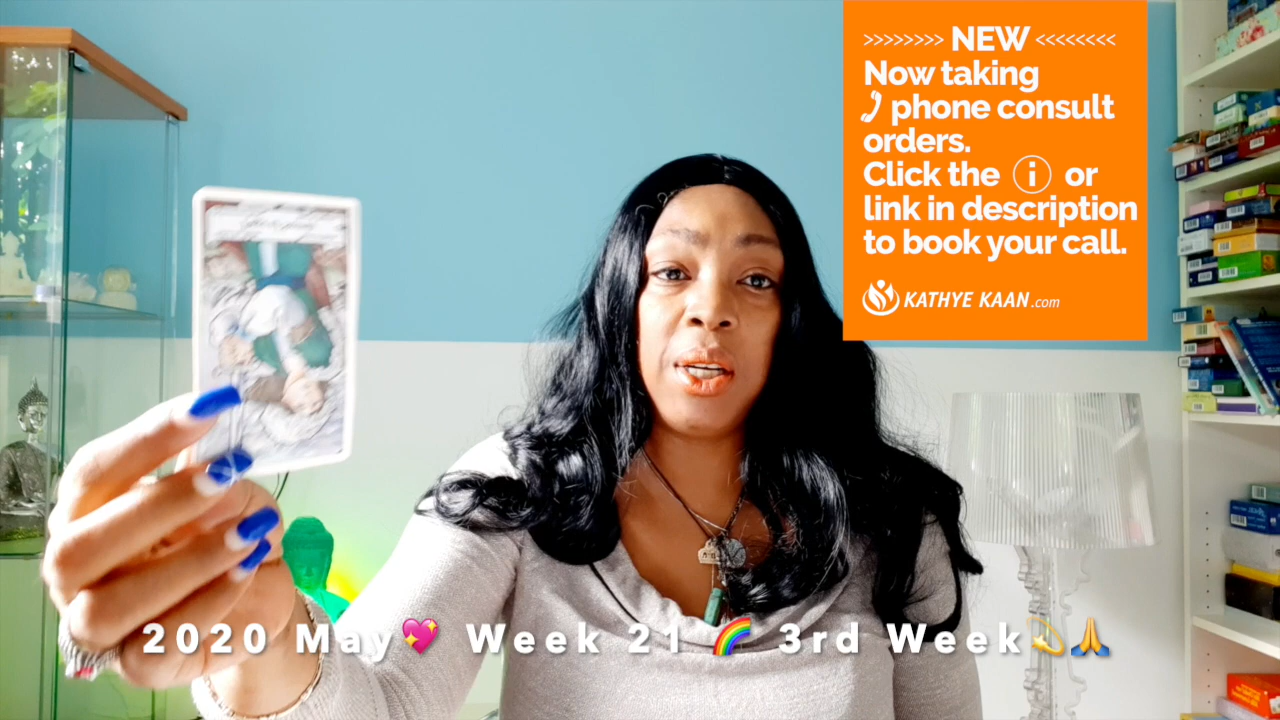 >>>>>>>> NEW <<<<<<<<
Now taking
phone consult
orders.
Click the ⓘ or
link in description
to book your call.
KATHYE KAAN.com
2020 May💖 Week 21 🌈 3rd Week💫🙏